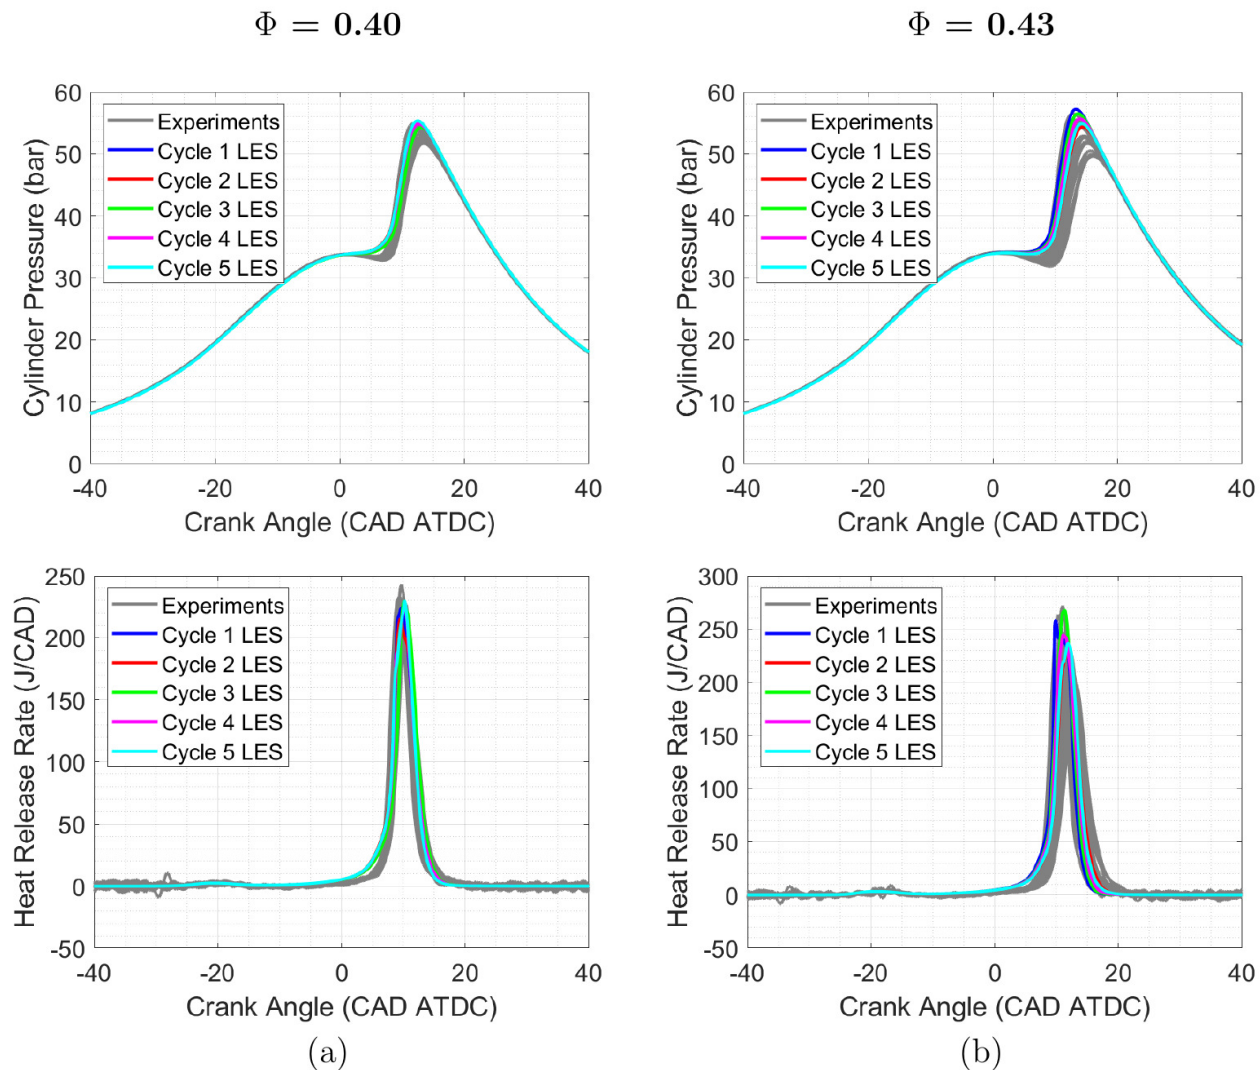 Φ = 0.40
Φ = 0.43
60
50
40
30
20
10
0
Cylinder Pressure (bar)
Experiments
Cycle 1 LES
Cycle 2 LES
Cycle 3 LES
Cycle 4 LES
Cycle 5 LES
-40
-20
0
20
40
Crank Angle (CAD ATDC)
60
50
40
30
20
10
0
Cylinder Pressure (bar)
Experiments
Cycle 1 LES
Cycle 2 LES
Cycle 3 LES
Cycle 4 LES
Cycle 5 LES
-40
-20
0
20
40
Crank Angle (CAD ATDC)
250
200
150
100
50
0
-50
Heat Release Rate (J/CAD)
Experiments
Cycle 1 LES
Cycle 2 LES
Cycle 3 LES
Cycle 4 LES
Cycle 5 LES
-40
-20
0
20
40
Crank Angle (CAD ATDC)
(a)
300
250
200
150
100
50
0
-50
Heat Release Rate (J/CAD)
Experiments
Cycle 1 LES
Cycle 2 LES
Cycle 3 LES
Cycle 4 LES
Cycle 5 LES
-40
-20
0
20
40
Crank Angle (CAD ATDC)
(b)